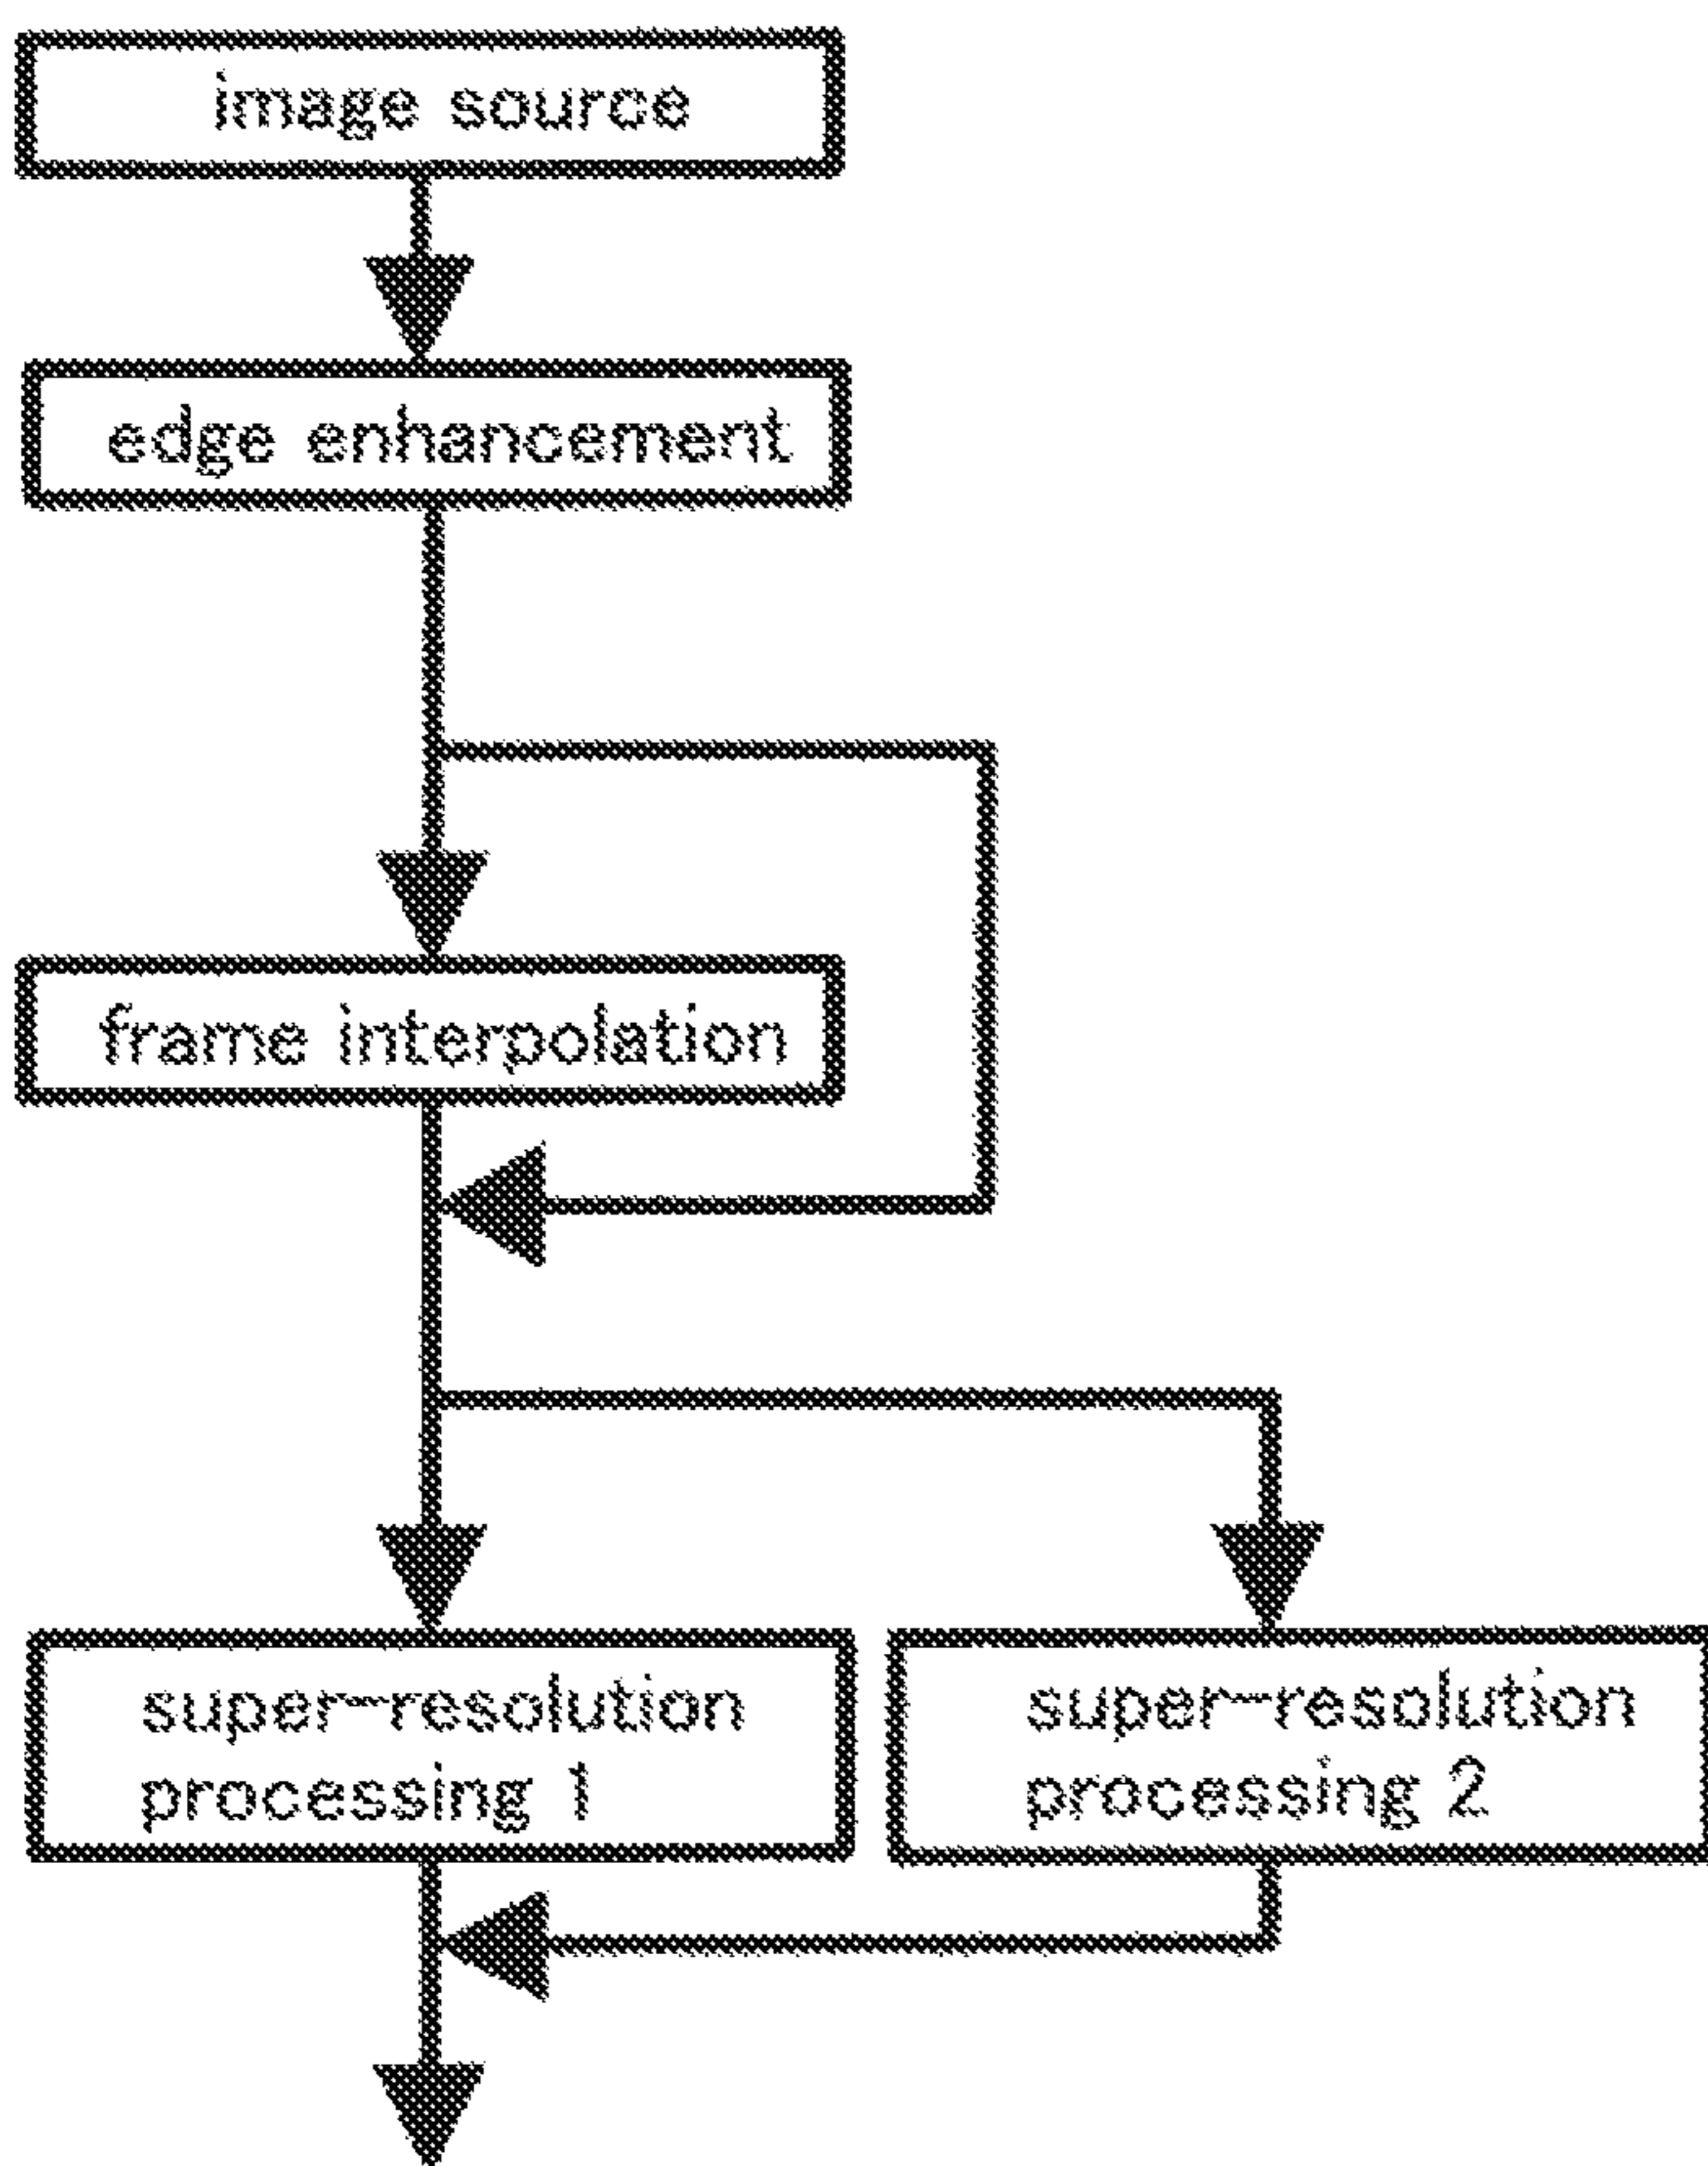 image source
edge enhancement
frame interpolation
super-resolution
processing 1
super-resolution
processing 2